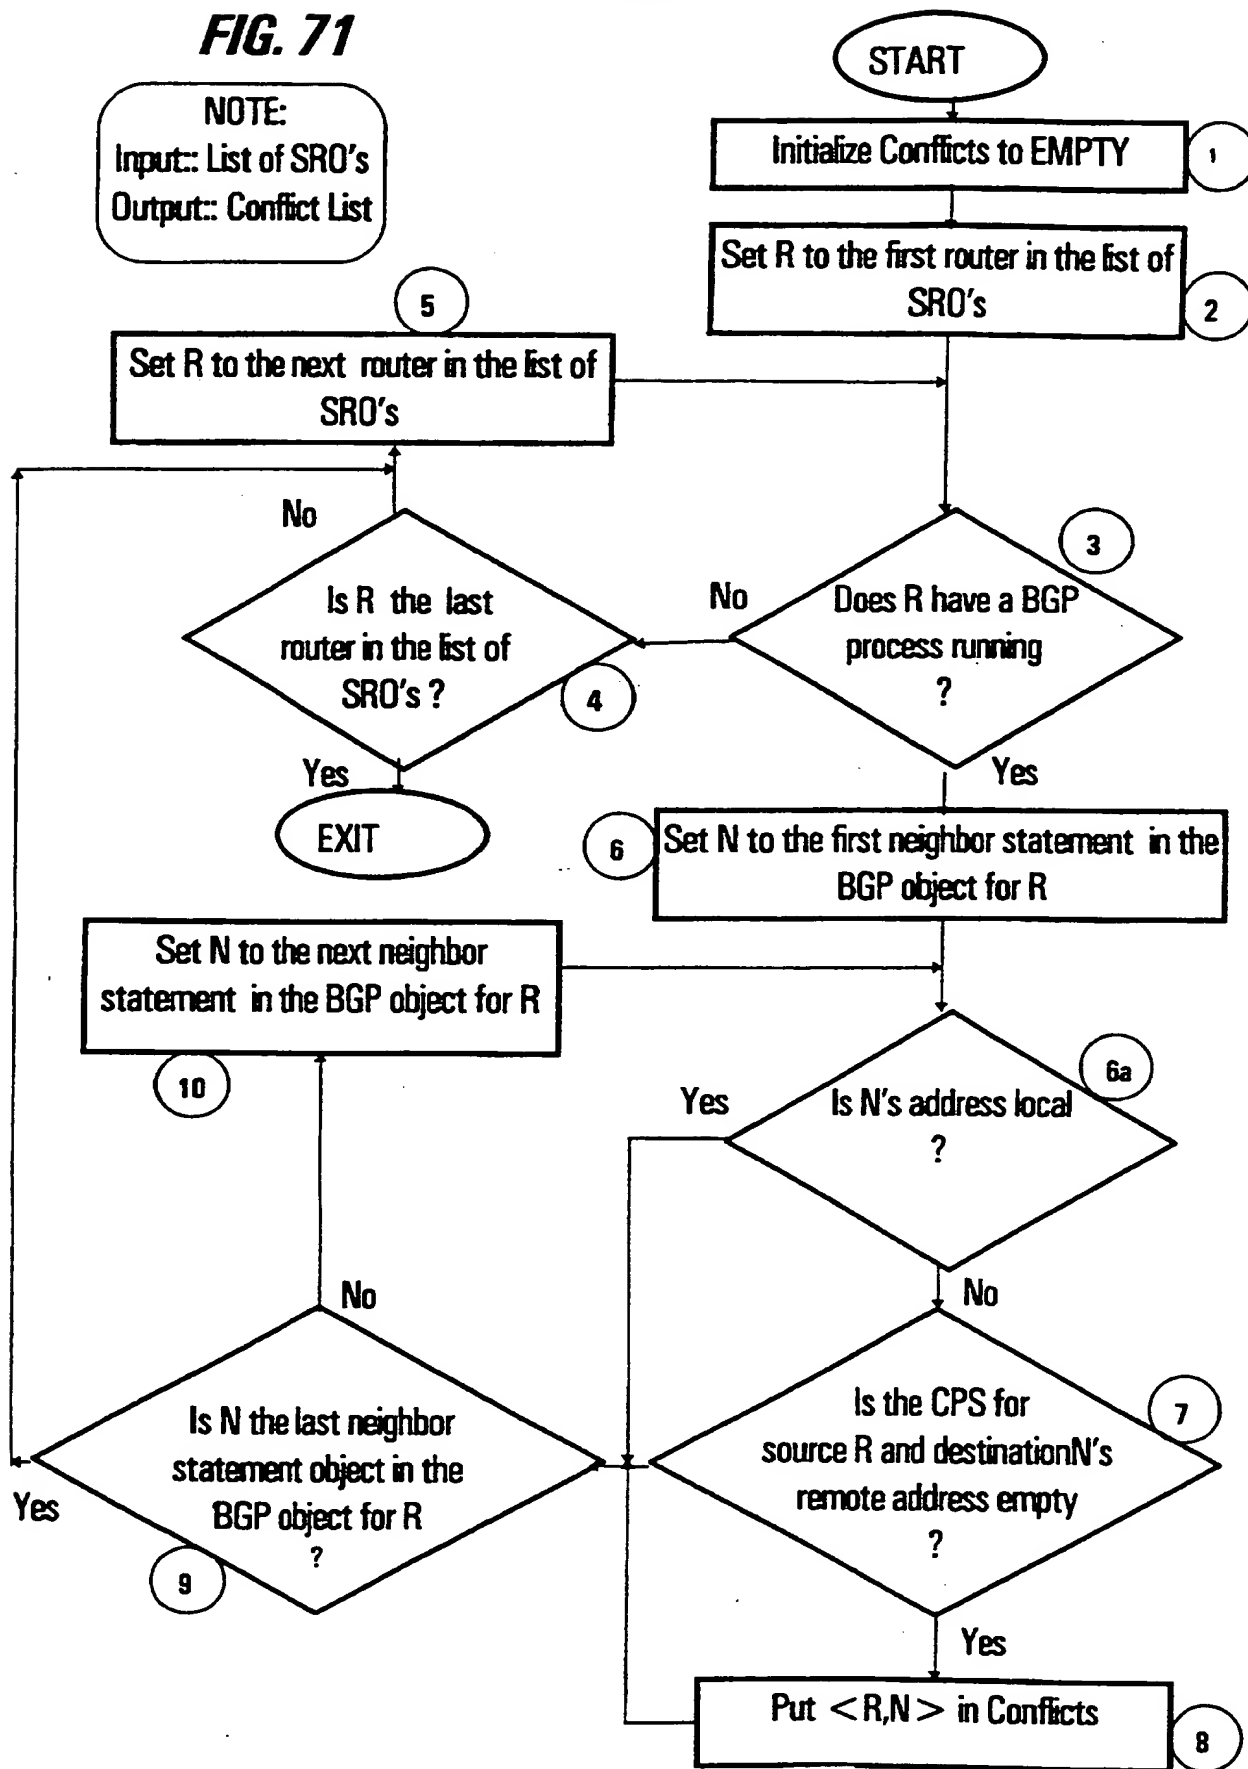 FIG. 71
NOTE:
Input:: List of SRO's
Output:: Conflict List
START
Initialize Conflicts to EMPTY
1
Set R to the first router in the list of
SRO's
2
5
Set R to the next router in the list of
SRO's
No
Is R the last
router in the list of
SRO's ?
4
Yes
EXIT
No
3
Does R have a BGP
process running
?
Yes
6
Set N to the first neighbor statement in the
BGP object for R
Set N to the next neighbor
statement in the BGP object for R
10
6a
Yes
Is N's address local
?
No
No
Is N the last neighbor
statement object in the
BGP object for R
?
Yes
9
7
Is the CPS for
source R and destinationN's
remote address empty
?
Yes
Put <R,N> in Conflicts
8